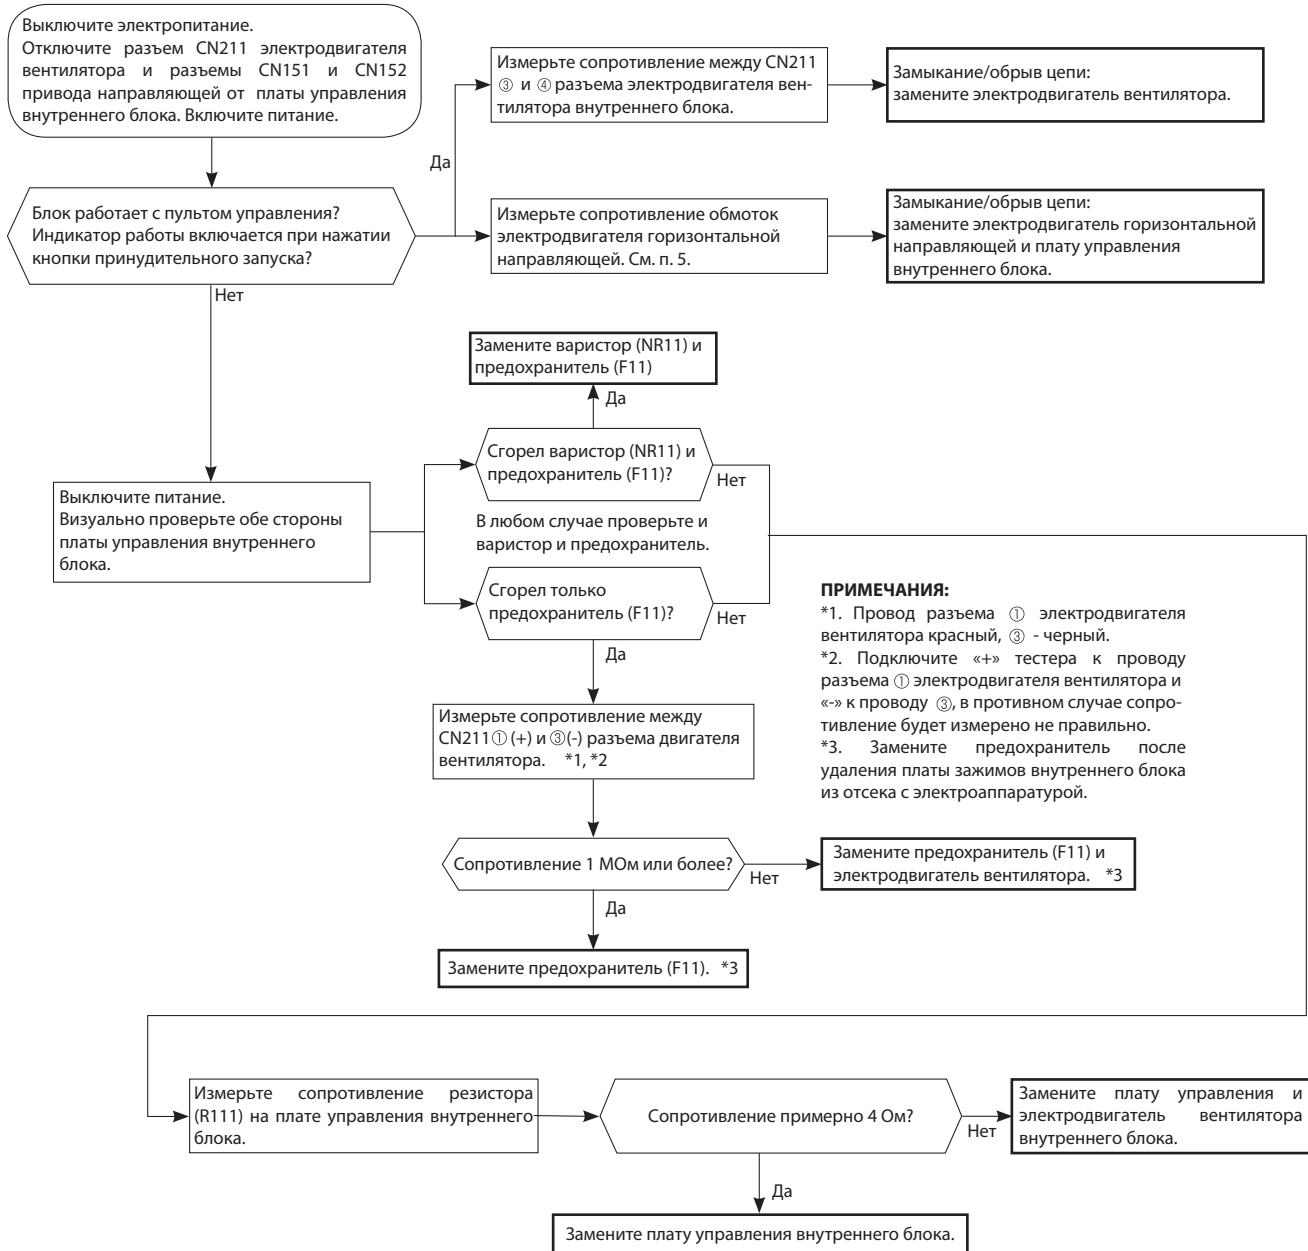 Выключите электропитание.
Отключите разъем CN211 электродвигателя
вентилятора и разъемы CN151 и CN152
привода направляющей от платы управления
внутреннего блока. Включите питание.
Измерьте сопротивление между CN211
③ и ④ разъема электродвигателя вен-
тилятора внутреннего блока.
Замыкание/обрыв цепи:
замените электродвигатель вентилятора.
Да
Блок работает с пультом управления?
Индикатор работы включается при нажатии
кнопки принудительного запуска?
Измерьте сопротивление обмоток
электродвигателя горизонтальной
направляющей. См. п. 5.
Замыкание/обрыв цепи:
замените электродвигатель горизонтальной
направляющей и плату управления
внутреннего блока.
Нет
Замените варистор (NR11) и
предохранитель (F11)
Да
Сгорел варистор (NR11) и
предохранитель (F11)?
Нет
Выключите питание.
Визуально проверьте обе стороны
платы управления внутреннего
блока.
В любом случае проверьте и
варистор и предохранитель.
Сгорел только
предохранитель (F11)?
Нет
Да
ПРИМЕЧАНИЯ:
*1. Провод разъема ① электродвигателя
вентилятора красный, ③ - черный.
*2. Подключите «+» тестера к проводу
разъема ① электродвигателя вентилятора и
«-» к проводу ③, в противном случае сопро-
тивление будет измерено не правильно.
*3. Замените предохранитель после
удаления платы зажимов внутреннего блока
из отсека с электроаппаратурой.
Измерьте сопротивление между
CN211① (+) и ③(-) разъема двигателя
вентилятора. *1, *2
Сопротивление 1 МОм или более?
Нет
Замените предохранитель (F11) и
электродвигатель вентилятора. *3
Да
Замените предохранитель (F11). *3
Измерьте сопротивление резистора
(R111) на плате управления внутреннего
блока.
Сопротивление примерно 4 Ом?
Нет
Замените плату управления и
электродвигатель вентилятора
внутреннего блока.
Да
Замените плату управления внутреннего блока.